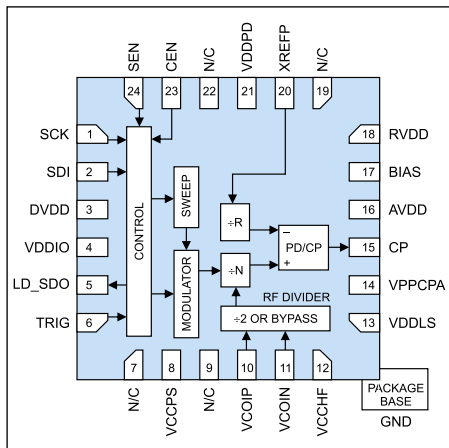 SEN
CEN
N/C
VDDPD
XREFP
N/C
24
23
22
21
20
19
SCK 1
SDI 2
DVDD 3
VDDIO 4
LD_SDO 5
TRIG 6
CONTROL
SWEEP
MODULATOR
÷R
÷N
–
PD/CP
+
RF DIVIDER
÷2 OR BYPASS
18 RVDD
17 BIAS
16 AVDD
15 CP
14 VPPCPA
13 VDDLS
7
8
9
10
11
12
N/C
VCCPS
N/C
VCOIP
VCOIN
VCCHF
PACKAGE
BASE
GND